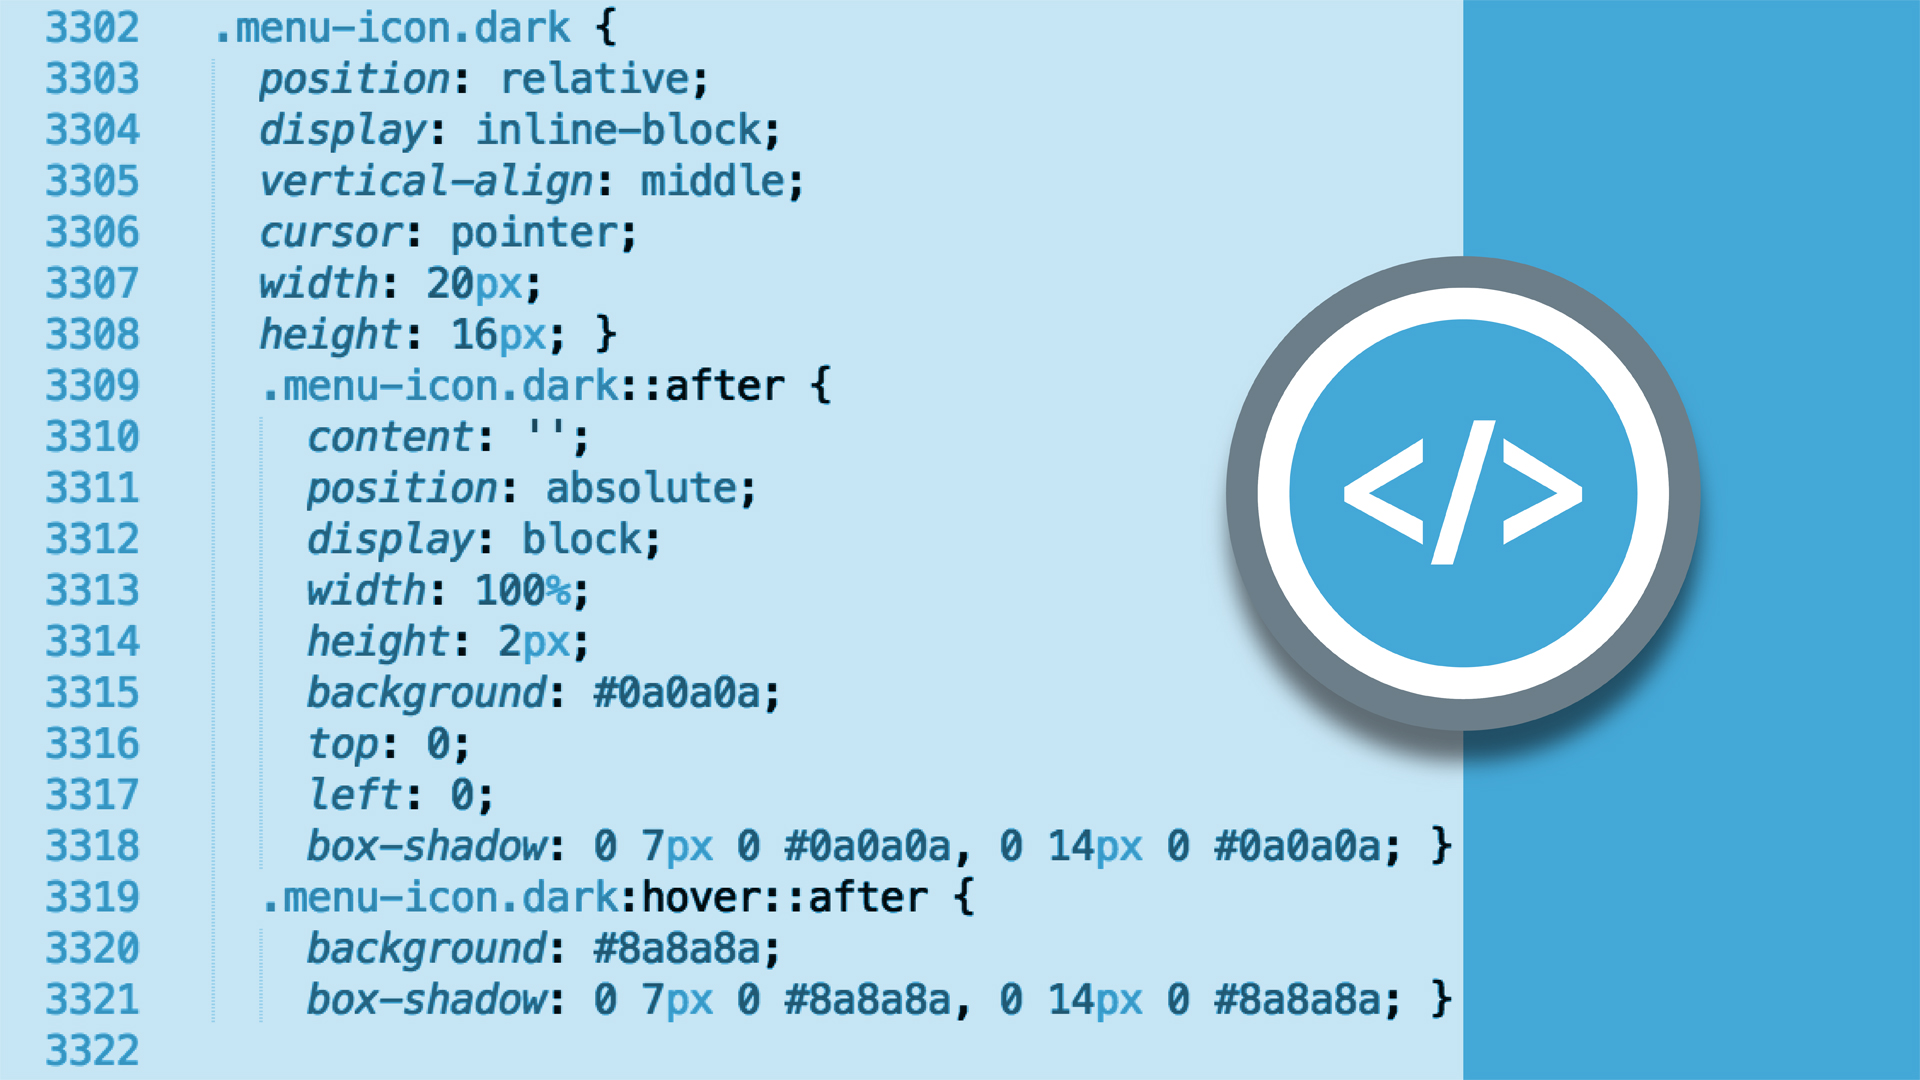 3302 .menu-icon.dark {
3303 position: relative;
3304 display: inline-block;
3305 vertical-align: middle;
3306 cursor: pointer;
3307 width: 20px;
3308 height: 16px; }
3309 .menu-icon.dark::after {
3310 content: '';
3311 position: absolute;
3312 display: block;
3313 width: 100%;
3314 height: 2px;
3315 background: #0a0a0a;
3316 top: 0;
3317 left: 0;
3318 box-shadow: 0 7px 0 #0a0a0a, 0 14px 0 #0a0a0a; }
3319 .menu-icon.dark:hover::after {
3320 background: #8a8a8a;
3321 box-shadow: 0 7px 0 #8a8a8a, 0 14px 0 #8a8a8a; }
3322
</>